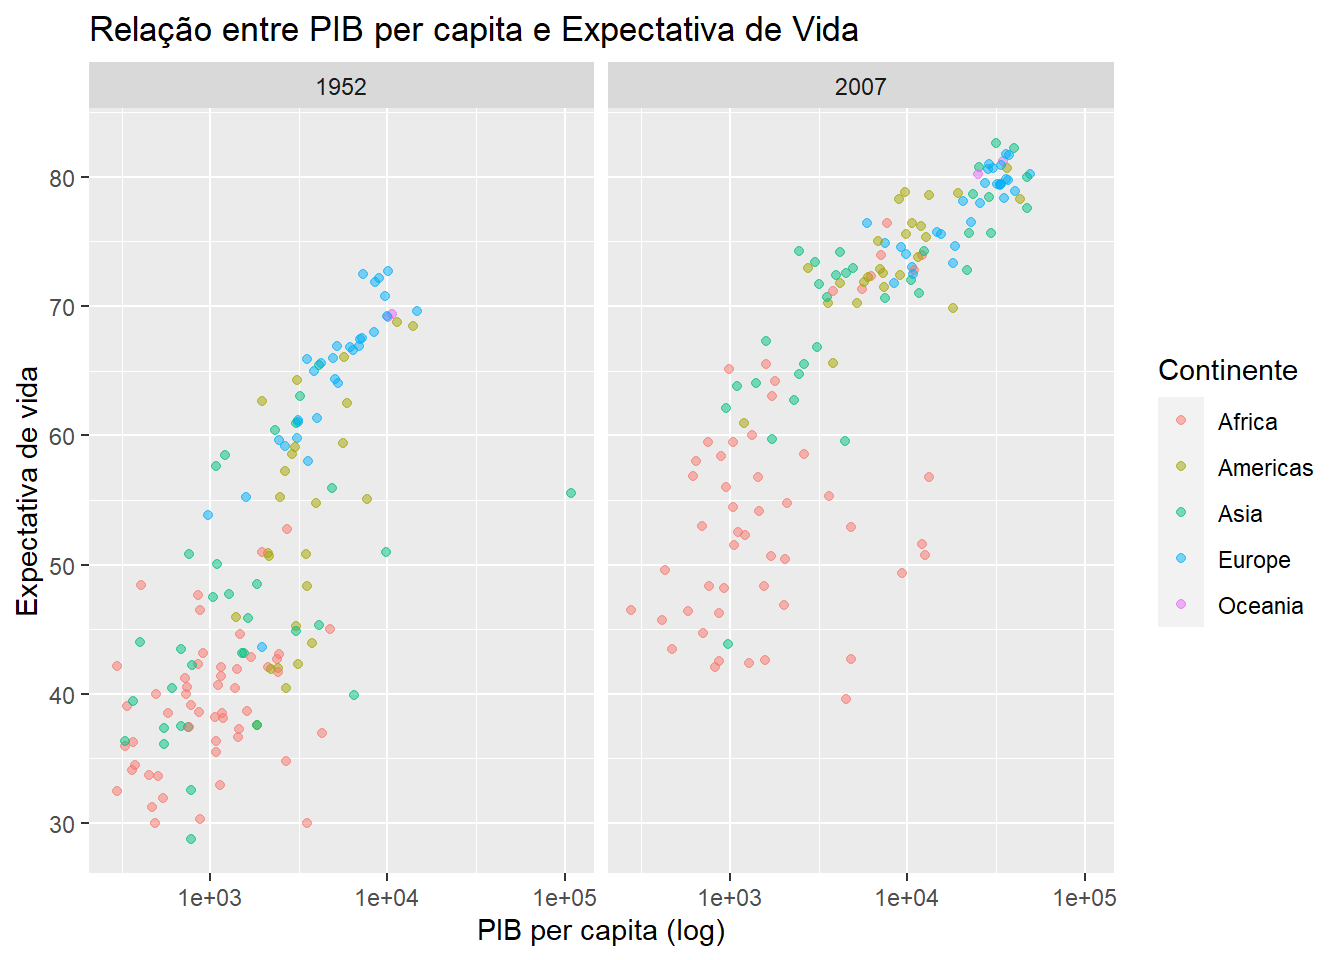 Relação entre PIB per capita e Expectativa de Vida
1952
2007
Expectativa de vida
80
70
60
50
40
30
1e+03
1e+04
1e+05
1e+03
1e+04
1e+05
PIB per capita (log)
Continente
Africa
Americas
Asia
Europe
Oceania